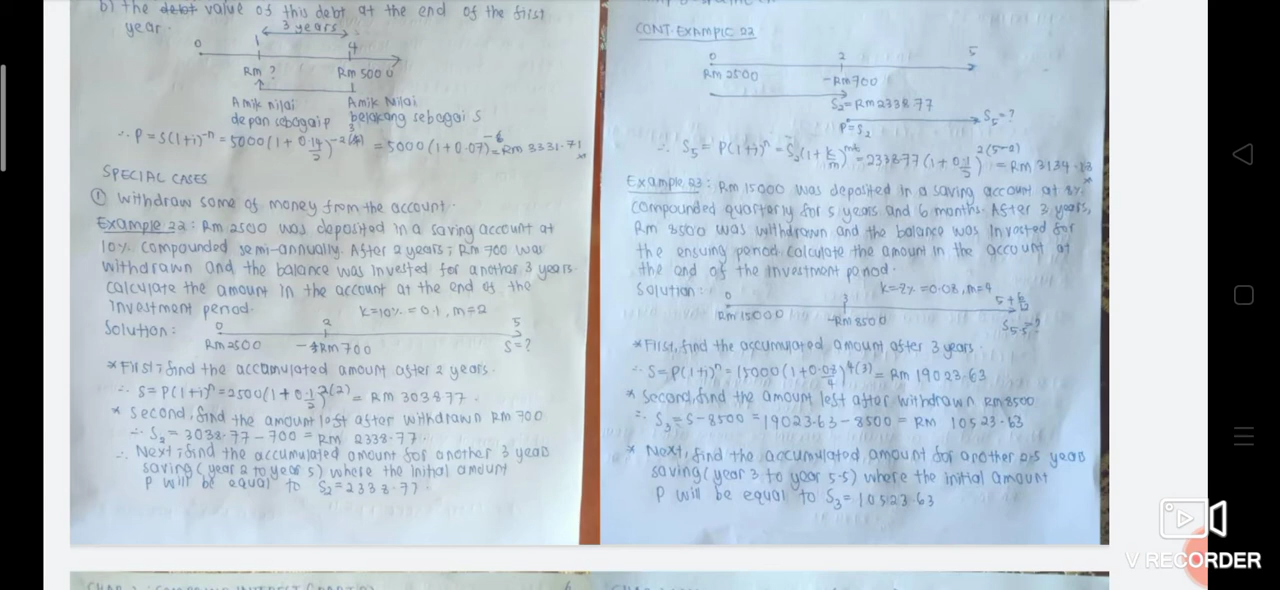 b) the value of this debt at the end of the first
year.
3 years
0 1 4
Rm ? Rm 5000
Amik nilai
depan sebagai P
Amik Nilai
belakang sebagai S
∴ P = S(1+i)⁻ⁿ = 5000(1+0.14/2)⁻²⁽³⁾ = 5000(1+0.07)⁻⁶ = Rm 3331.71
SPECIAL CASES
① Withdraw some of money from the account.
Example 22: Rm 2500 was deposited in a saving account at
10% compounded semi-annually. After 2 years, Rm 700 was
withdrawn and the balance was invested for another 3 years.
Calculate the amount in the account at the end of the
investment period.
k=10% = 0.1, m=2
Solution:
0 2 5
Rm2500 -Rm700 S=?
*First, find the accamulated amount after 2 years.
∴ S=P(1+i)ⁿ = 2500(1+0.1/2)²⁽²⁾ = RM 303877.
* Second, find the amount left after withdrawn RM 700
∴ S₂ = 3038.77-700 = RM 2338.77.
∴ Next, find the accumulated amount for another 3 years
saving (year 2 to year 5) where the initial amount
P will be equal to S₂=2338.77.
CONT. EXAMPLE 22
0 2 5
Rm 2500 -Rm700
S₂=Rm2338.77
P=S₂ S₅=?
∴ S₅ = P(1+i)ⁿ = S₂(1+k/m)ᵐᵗ = 2338.77(1+0.1/2)²⁽⁵⁻²⁾ = Rm 3134.18
Example 23: Rm 15000 was deposited in a saving account at 8%
compounded quarterly for 5 years and 6 months. After 3 years,
Rm 8500 was withdrawn and the balance was invested for
the ensuing period. Calculate the amount in the account at
the end of the investment period.
Solution: k=8% = 0.08, m=4
0 3 5+6/12
Rm 15000 -Rm 8500 S₅.₅=?
*First, find the accumulated amount after 3 years.
∴ S=P(1+i)ⁿ = 15000(1+0.08/4)⁴⁽³⁾ = RM 19023.63
* Second, find the amount left after withdrawn RM8500
∴ S₃=S-8500 = 19023.63-8500 = RM 10523.63
* Next, find the accumulated amount for another 2.5 years
saving (year 3 to year 5.5) where the initial amount
P will be equal to S₃=10523.63
V RECORDER